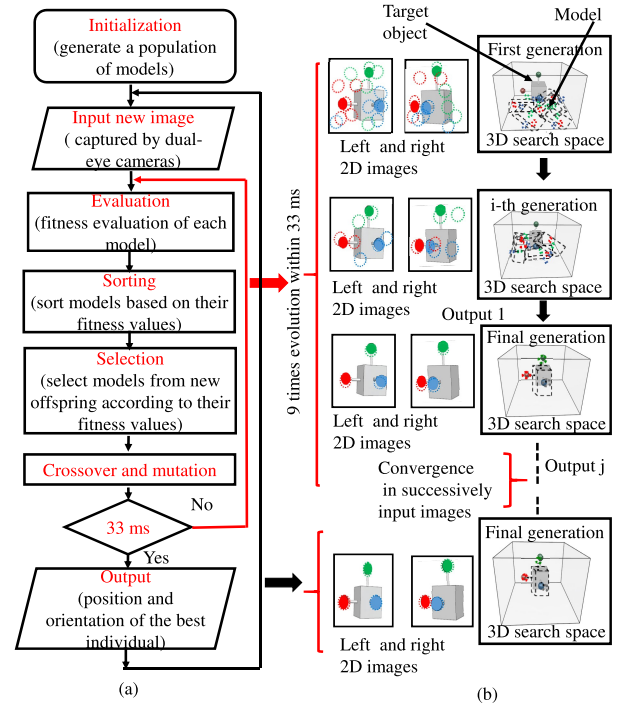 Initialization
(generate a population
of models)
Input new image
( captured by dual-
eye cameras)
Evaluation
(fitness evaluation of each
model)
Sorting
(sort models based on their
fitness values)
Selection
(select models from new
offspring according to their
fitness values)
Crossover and mutation
No
33 ms
Yes
Output
(position and
orientation of the best
individual)
(a)
9 times evolution within 33 ms
Target
object
Model
First generation
3D search space
Left and right
2D images
i-th generation
3D search space
Left and right
2D images
Output 1
Final generation
3D search space
Left and right
2D images
Output j
Convergence
in successively
input images
Final generation
3D search space
Left and right
2D images
(b)